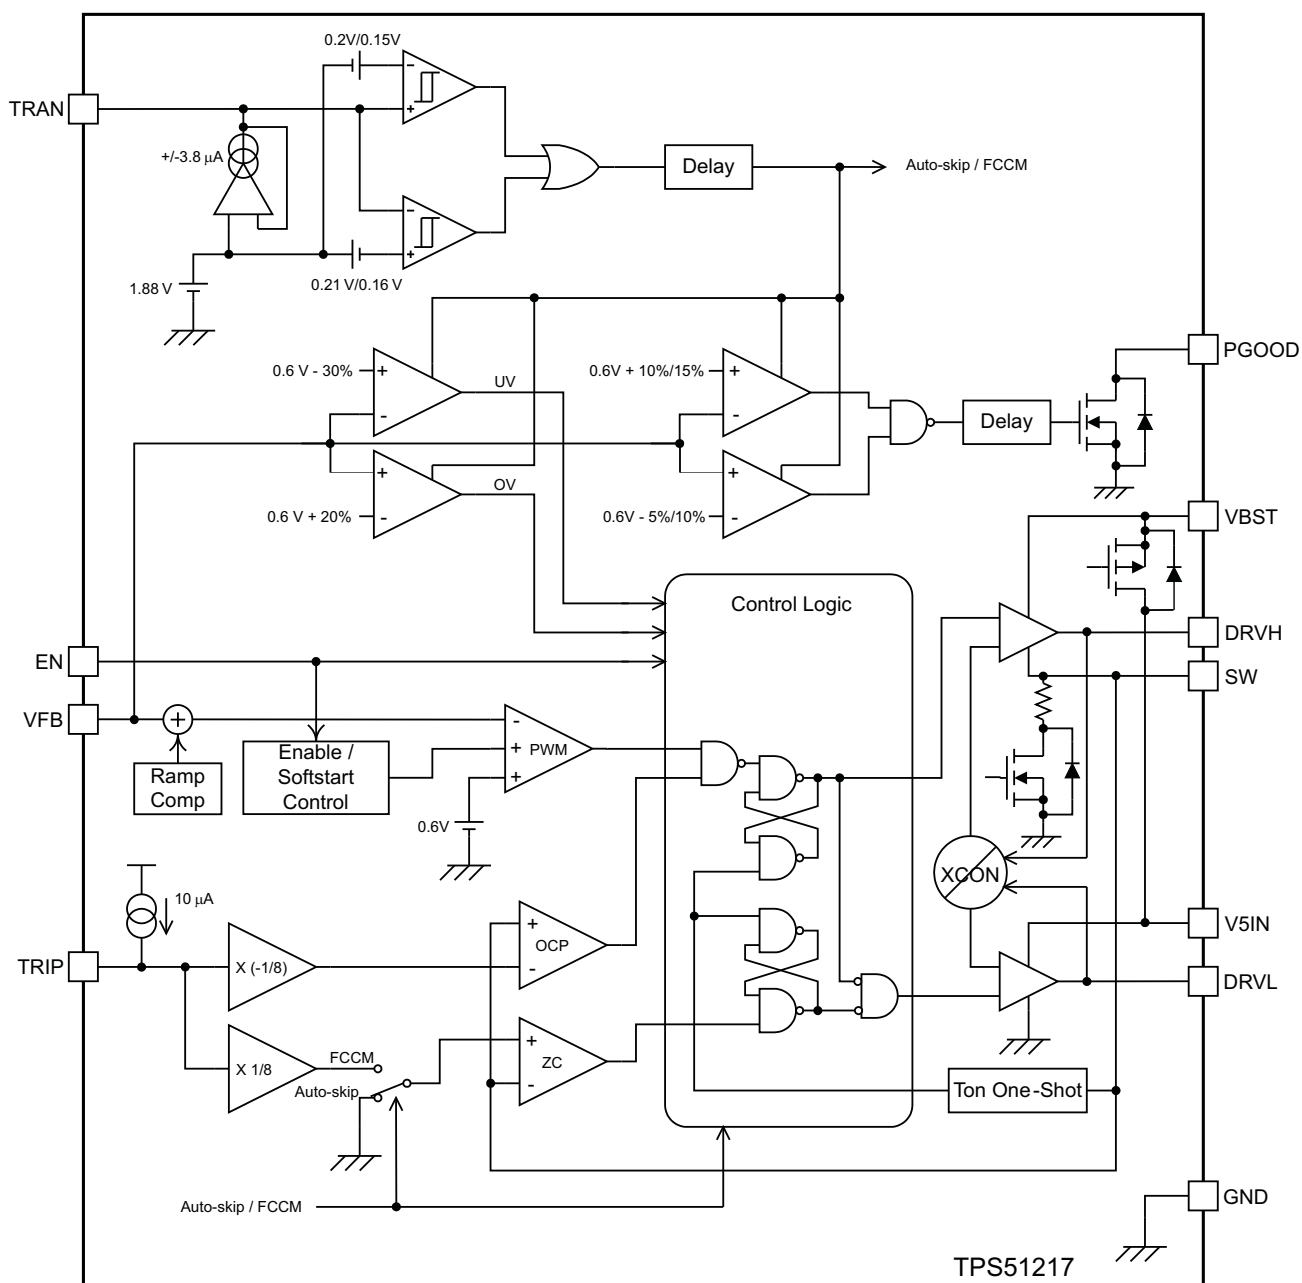 0.2V/0.15V
-
+
TRAN
+/-3.8 µA
Delay
Auto-skip / FCCM
-
+
1.88 V
0.21 V/0.16 V
PGOOD
0.6 V - 30%
+
-
UV
0.6V + 10%/15%
+
-
Delay
+
-
OV
0.6 V + 20%
+
-
0.6V - 5%/10%
VBST
Control Logic
DRVH
EN
SW
VFB
+
-
+
+
PWM
Enable /
Softstart
Control
Ramp
Comp
0.6V
XCON
10 µA
V5IN
TRIP
X (-1/8)
+
-
OCP
DRVL
X 1/8
FCCM
Auto-skip
+
-
ZC
Ton One-Shot
Auto-skip / FCCM
GND
TPS51217